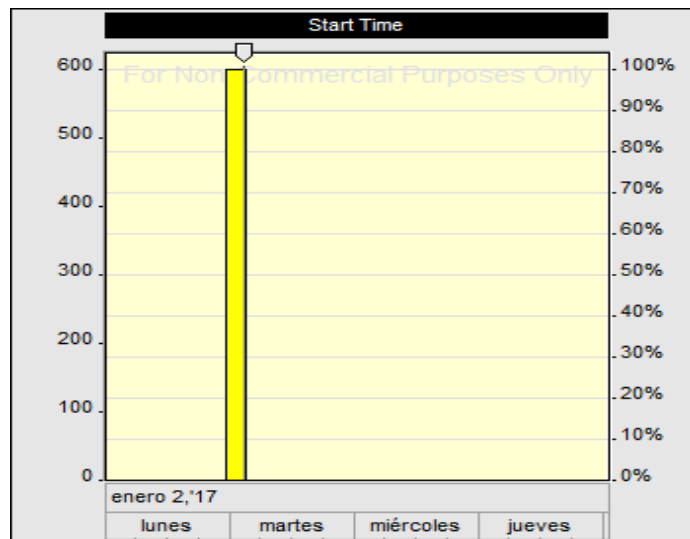 Start Time
For Non Commercial Purposes Only
600 100%
90%
500 80%
70%
400 60%
300 50%
40%
200 30%
20%
100 10%
0 0%
enero 2,'17
lunes martes miércoles jueves